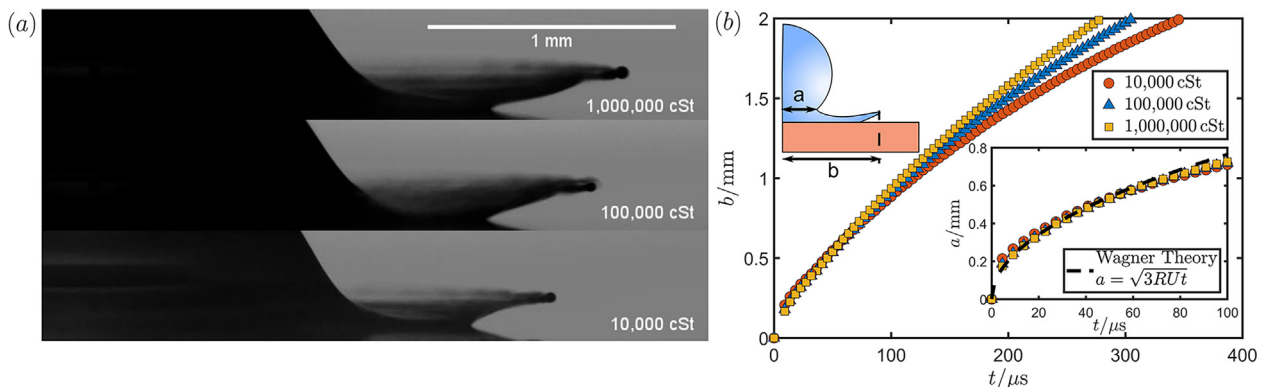 (a)
1 mm
1,000,000 cSt
100,000 cSt
10,000 cSt
(b)
b/mm
2
1.5
1
0.5
0
0 100 200 300 400
t/μs
a
b
l
10,000 cSt
100,000 cSt
1,000,000 cSt
a/mm
0.8
0.6
0.4
0.2
0
0 20 40 60 80 100
t/μs
Wagner Theory
a = √3RUt